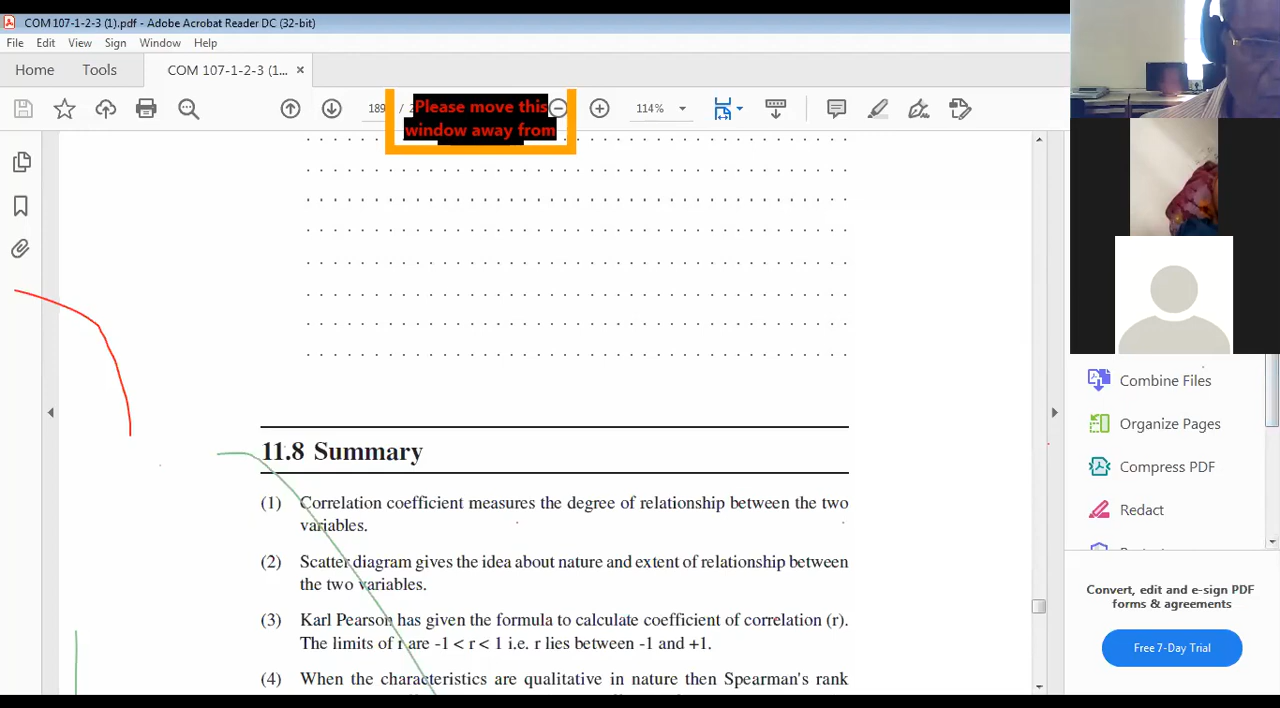 COM 107-1-2-3 (1).pdf - Adobe Acrobat Reader DC (32-bit)
File Edit View Sign Window Help
Home Tools COM 107-1-2-3 (1... ×
189 / 2
Please move this
window away from
114%
11.8 Summary
(1) Correlation coefficient measures the degree of relationship between the two
variables.
(2) Scatter diagram gives the idea about nature and extent of relationship between
the two variables.
(3) Karl Pearson has given the formula to calculate coefficient of correlation (r).
The limits of r are -1 < r < 1 i.e. r lies between -1 and +1.
(4) When the characteristics are qualitative in nature then Spearman's rank
Combine Files
Organize Pages
Compress PDF
Redact
Convert, edit and e-sign PDF
forms & agreements
Free 7-Day Trial